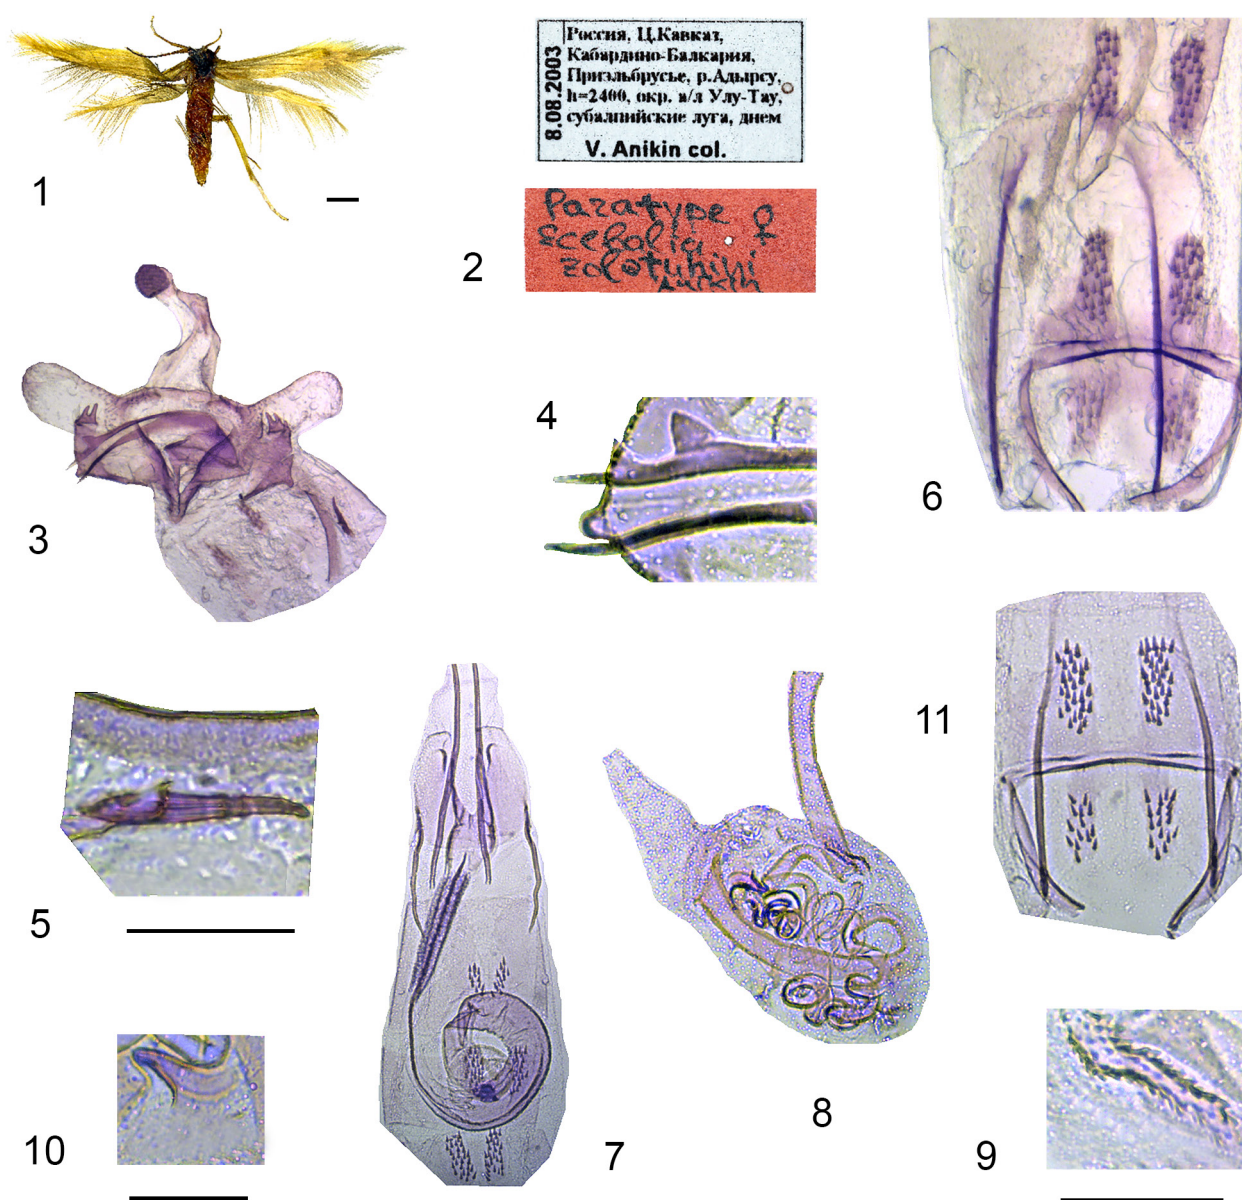 1
8.08.2003
Россия, Ц.Кавказ,
Кабардино-Балкария,
Приэльбрусье, р.Адырсу,
h=2400, окр. а/л Улу-Тау,
субалпийские луга, днем
V. Anikin col.
2
Paratype ♀
Ecebalia
zolotuhini
Anikin
3
4
5
6
7
8
9
10
11